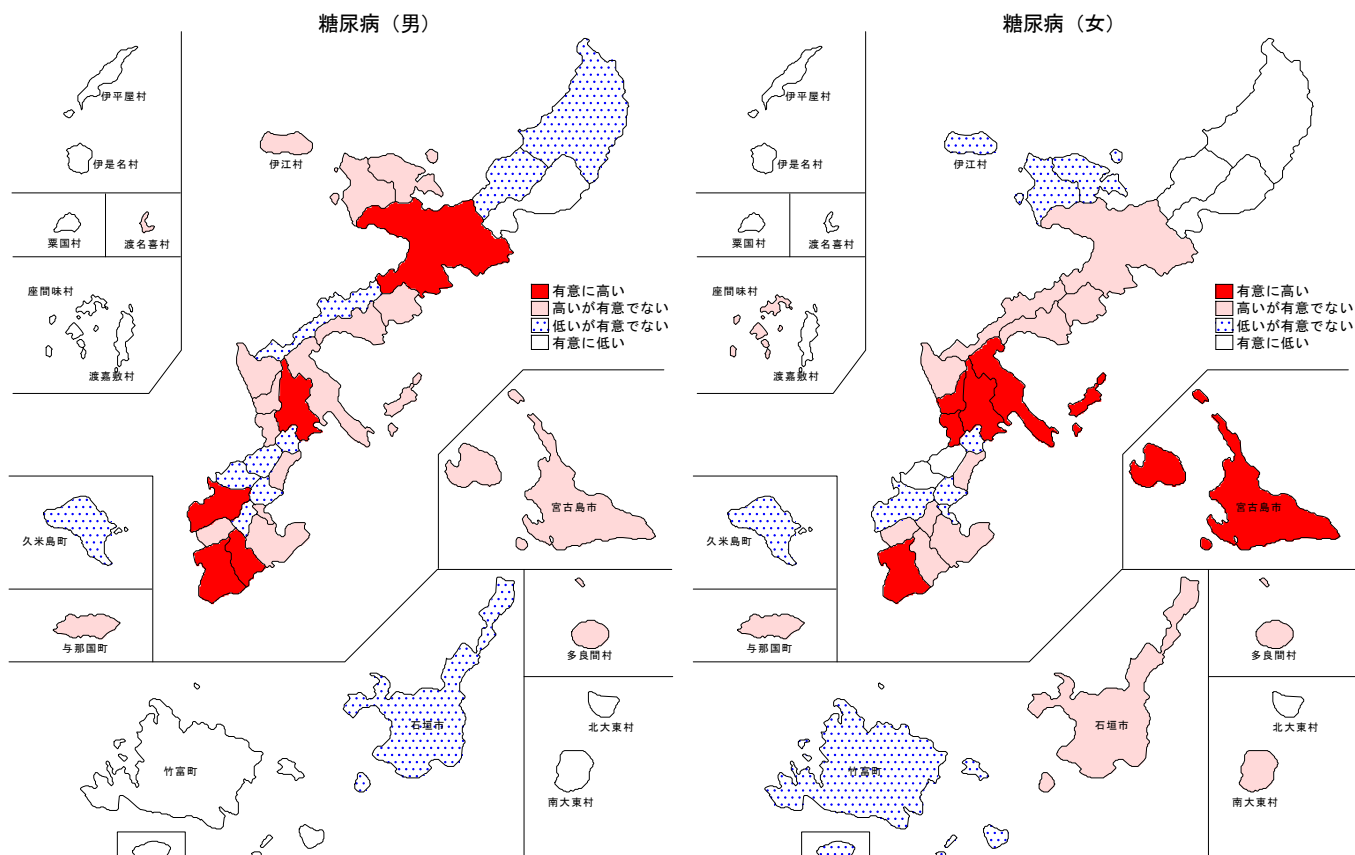 糖尿病（男）
伊平屋村
伊是名村
伊江村
粟国村
渡名喜村
座間味村
渡嘉敷村
有意に高い
高いが有意でない
低いが有意でない
有意に低い
宮古島市
久米島町
与那国町
多良間村
石垣市
北大東村
竹富町
南大東村
糖尿病（女）
伊平屋村
伊是名村
伊江村
粟国村
渡名喜村
座間味村
渡嘉敷村
有意に高い
高いが有意でない
低いが有意でない
有意に低い
宮古島市
久米島町
与那国町
多良間村
石垣市
北大東村
竹富町
南大東村